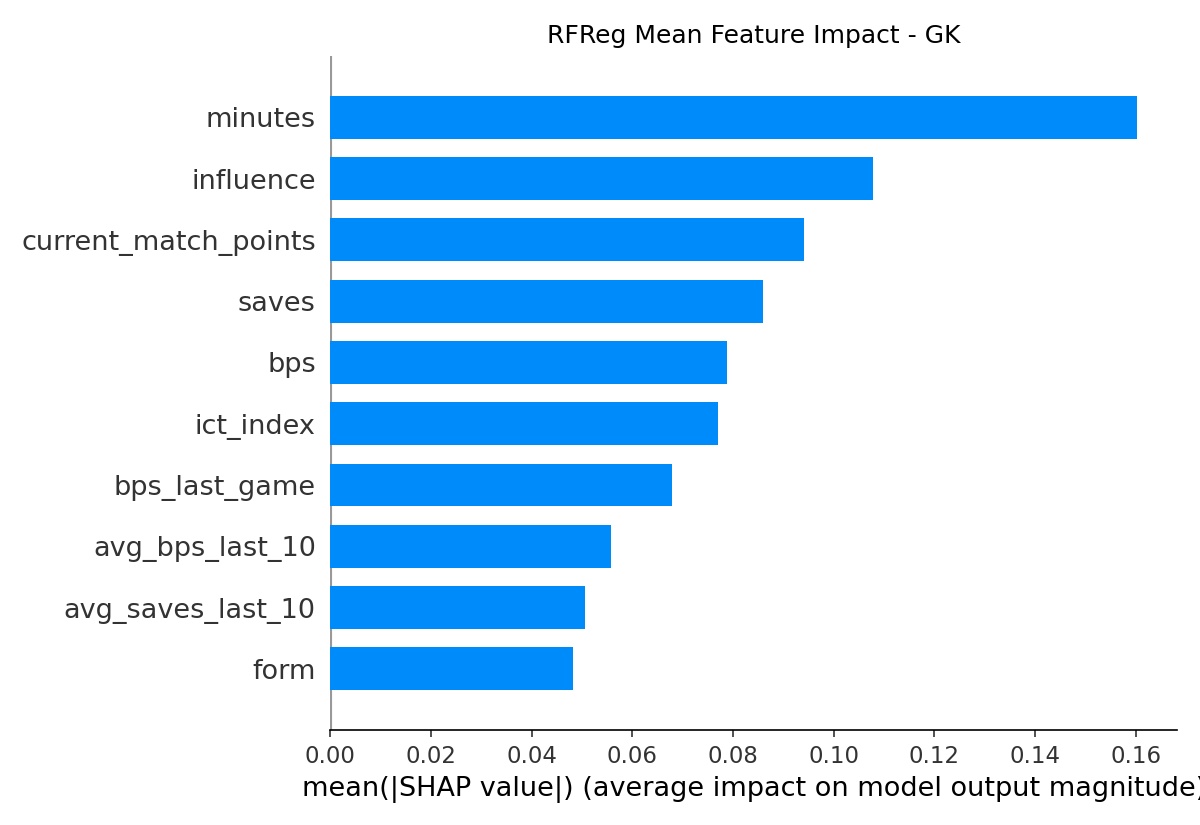 RFReg Mean Feature Impact - GK
minutes
influence
current_match_points
saves
bps
ict_index
bps_last_game
avg_bps_last_10
avg_saves_last_10
form
0.00 0.02 0.04 0.06 0.08 0.10 0.12 0.14 0.16
mean(|SHAP value|) (average impact on model output magnitude)